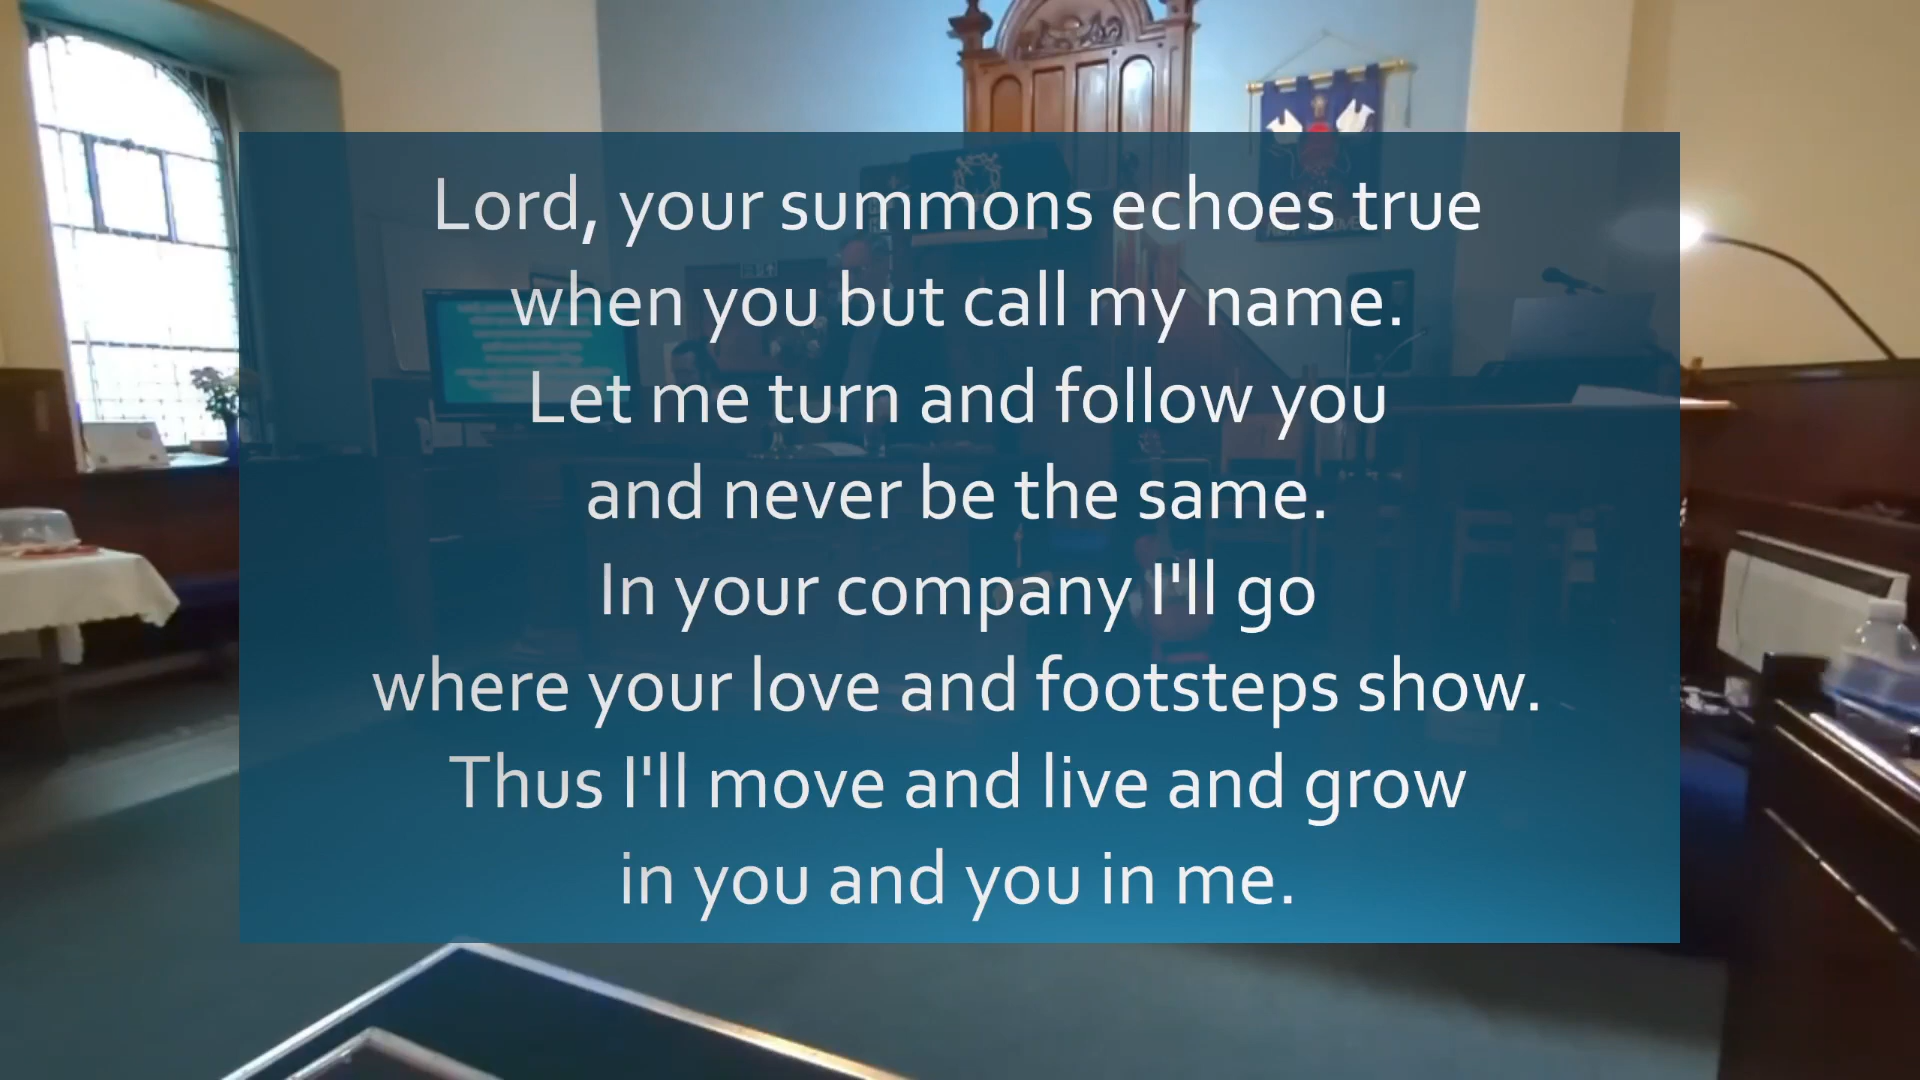 Lord, your summons echoes true
when you but call my name.
Let me turn and follow you
and never be the same.
In your company I'll go
where your love and footsteps show.
Thus I'll move and live and grow
in you and you in me.